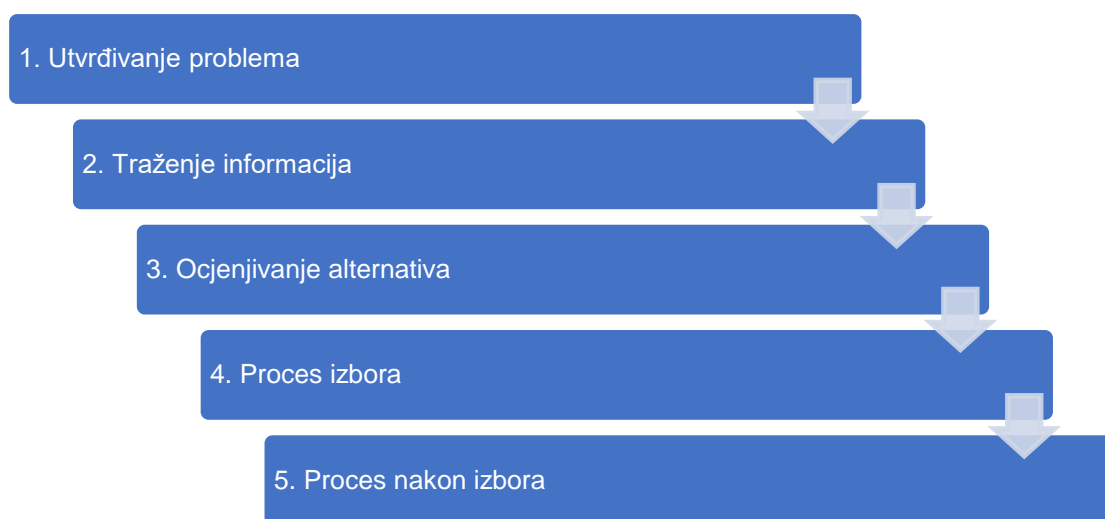 1. Utvrđivanje problema
2. Traženje informacija
3. Ocjenjivanje alternativa
4. Proces izbora
5. Proces nakon izbora